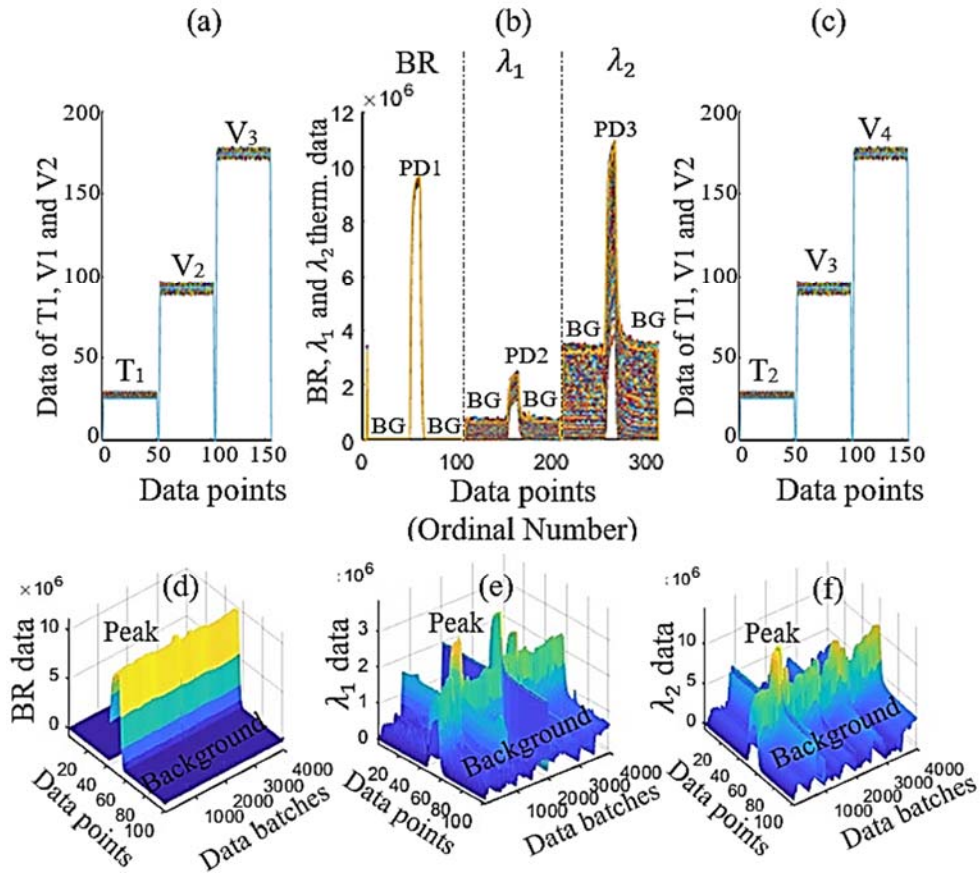 (a)
(b)
(c)
BR λ₁ λ₂
×10⁶
Data of T1, V1 and V2
200
150
100
50
0
T₁
V₂
V₃
0 50 100 150
Data points
BR, λ₁ and λ₂ therm. data
12
10
8
6
4
2
0
PD1
PD2
PD3
BG BG
BG BG
BG BG
0 100 200 300
Data points
(Ordinal Number)
Data of T1, V1 and V2
200
150
100
50
0
T₂
V₃
V₄
0 50 100 150
Data points
(d)
×10⁶
BR data
10
5
0
Peak
Background
20
40
60
80
100
Data points
1000
2000
3000
4000
Data batches
(e)
:10⁶
λ₁ data
3
2
1
0
Peak
Background
20
40
60
80
100
Data points
1000
2000
3000
4000
Data batches
(f)
:10⁶
λ₂ data
10
5
0
Peak
Background
20
40
60
80
100
Data points
1000
2000
3000
4000
Data batches